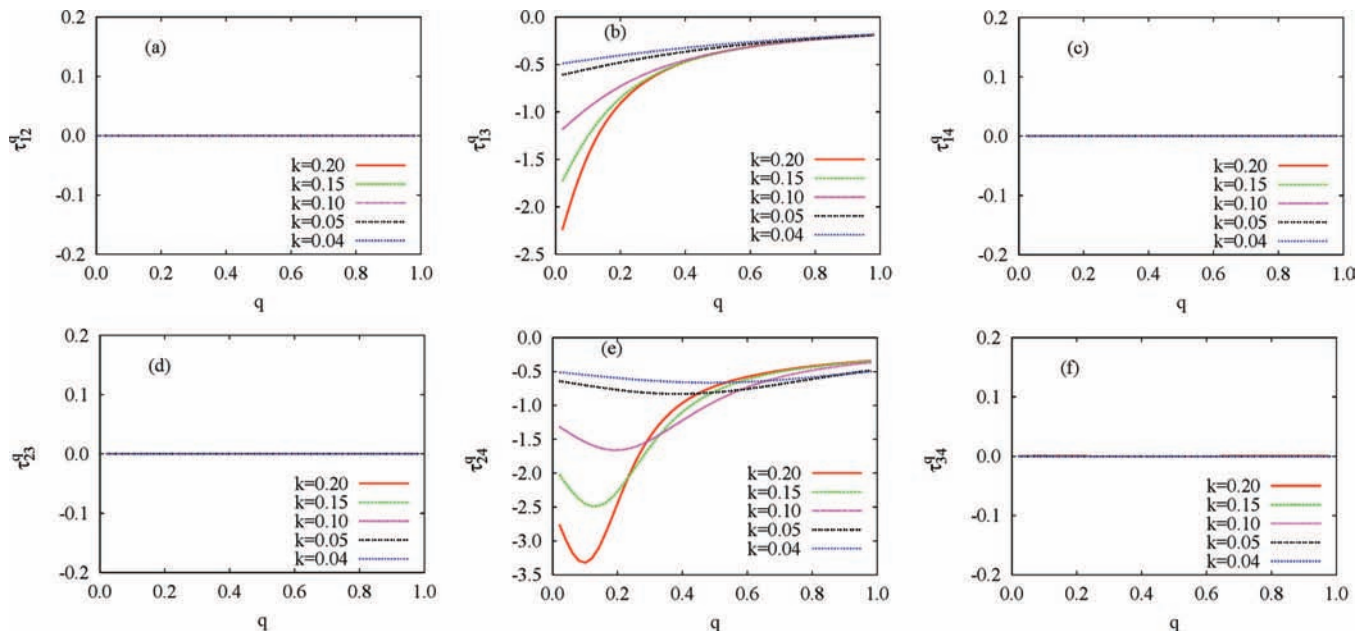 (a)
τ^q_12
0.2
0.1
0.0
-0.1
-0.2
k=0.20
k=0.15
k=0.10
k=0.05
k=0.04
0.0 0.2 0.4 0.6 0.8 1.0
q
(b)
τ^q_13
0.0
-0.5
-1.0
-1.5
-2.0
-2.5
k=0.20
k=0.15
k=0.10
k=0.05
k=0.04
0.0 0.2 0.4 0.6 0.8 1.0
q
(c)
τ^q_14
0.2
0.1
0.0
-0.1
-0.2
k=0.20
k=0.15
k=0.10
k=0.05
k=0.04
0.0 0.2 0.4 0.6 0.8 1.0
q
(d)
τ^q_23
0.2
0.1
0.0
-0.1
-0.2
k=0.20
k=0.15
k=0.10
k=0.05
k=0.04
0.0 0.2 0.4 0.6 0.8 1.0
q
(e)
τ^q_24
0.0
-0.5
-1.0
-1.5
-2.0
-2.5
-3.0
-3.5
k=0.20
k=0.15
k=0.10
k=0.05
k=0.04
0.0 0.2 0.4 0.6 0.8 1.0
q
(f)
τ^q_34
0.2
0.1
0.0
-0.1
-0.2
k=0.20
k=0.15
k=0.10
k=0.05
k=0.04
0.0 0.2 0.4 0.6 0.8 1.0
q